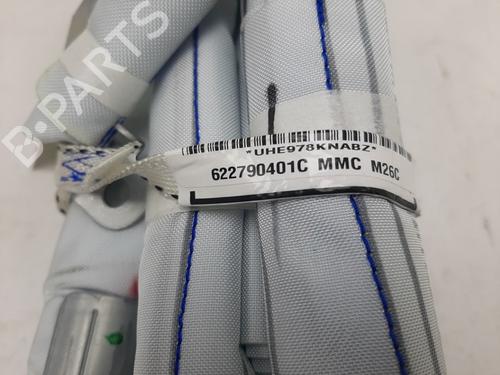 B-PARTS
*UHE978KNABZ*
622790401C MMC M26C